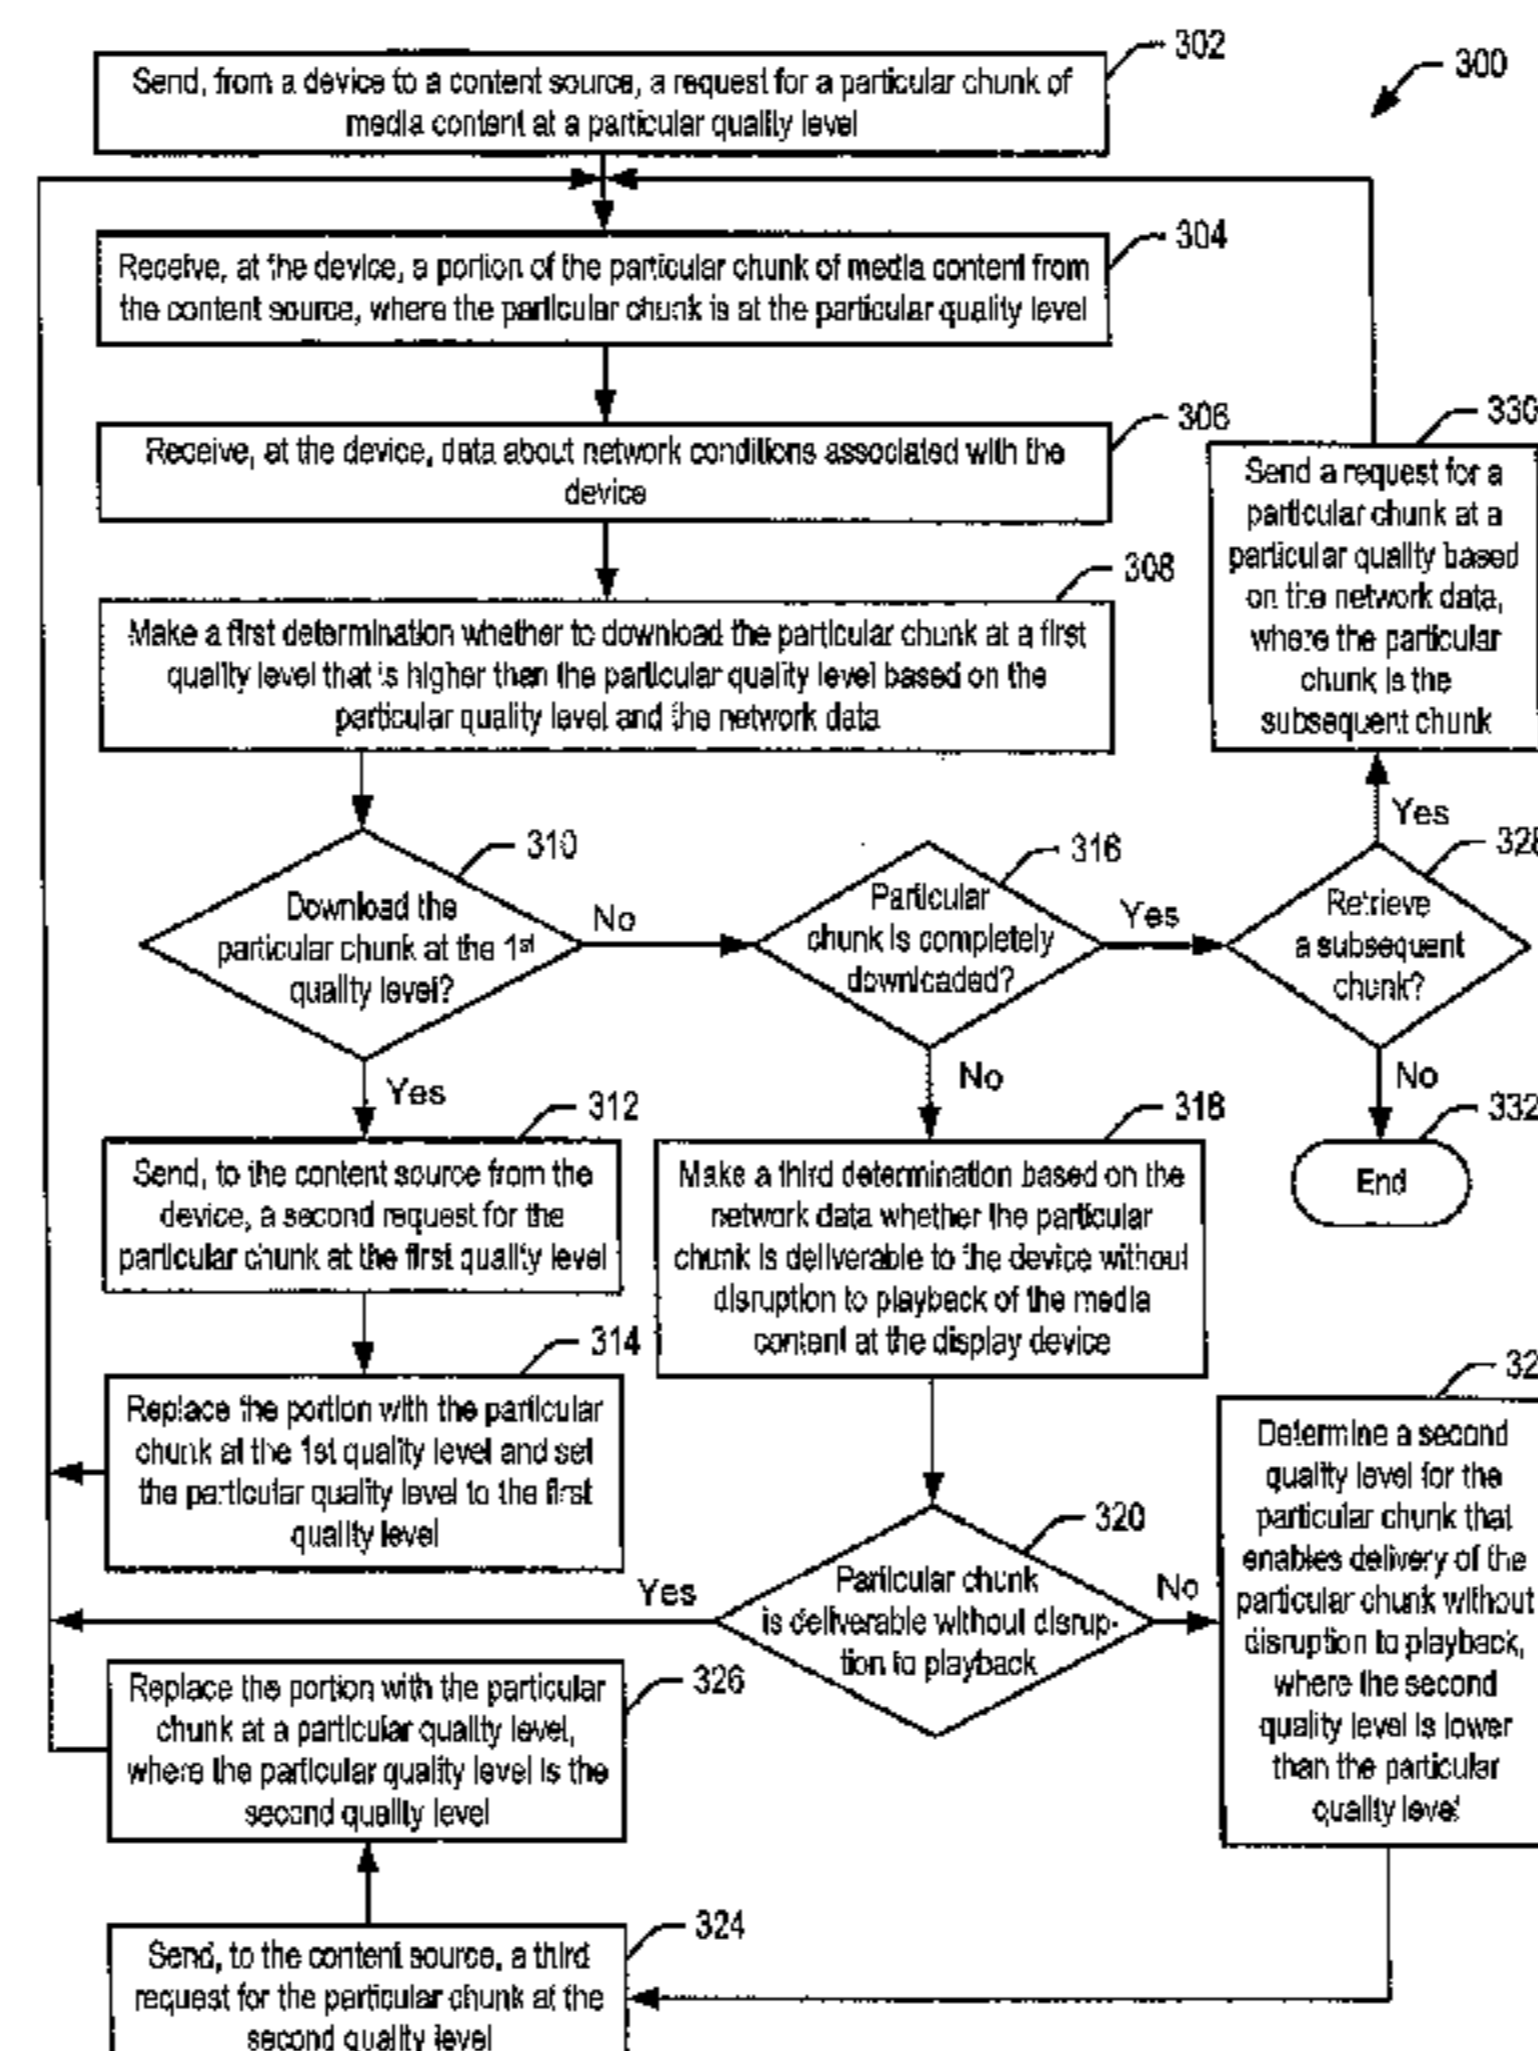 302
300
Send, from a device to a content source, a request for a particular chunk of
media content at a particular quality level
304
Receive, at the device, a portion of the particular chunk of media content from
the content source, where the particular chunk is at the particular quality level
306
Receive, at the device, data about network conditions associated with the
device
330
Send a request for a
particular chunk at a
particular quality based
on the network data,
where the particular
chunk is the
subsequent chunk
308
Make a first determination whether to download the particular chunk at a first
quality level that is higher than the particular quality level based on the
particular quality level and the network data
310
Download the
particular chunk at the 1st
quality level?
No
316
Particular
chunk is completely
downloaded?
Yes
Yes
328
Retrieve
a subsequent
chunk?
Yes
No
No
312
Send, to the content source from the
device, a second request for the
particular chunk at the first quality level
318
Make a third determination based on the
network data whether the particular
chunk is deliverable to the device without
disruption to playback of the media
content at the display device
332
End
314
Replace the portion with the particular
chunk at the 1st quality level and set
the particular quality level to the first
quality level
320
Particular chunk
is deliverable without disrup-
tion to playback
Yes
No
32
Determine a second
quality level for the
particular chunk that
enables delivery of the
particular chunk without
disruption to playback,
where the second
quality level is lower
than the particular
quality level
326
Replace the portion with the particular
chunk at a particular quality level,
where the particular quality level is the
second quality level
324
Send, to the content source, a third
request for the particular chunk at the
second quality level